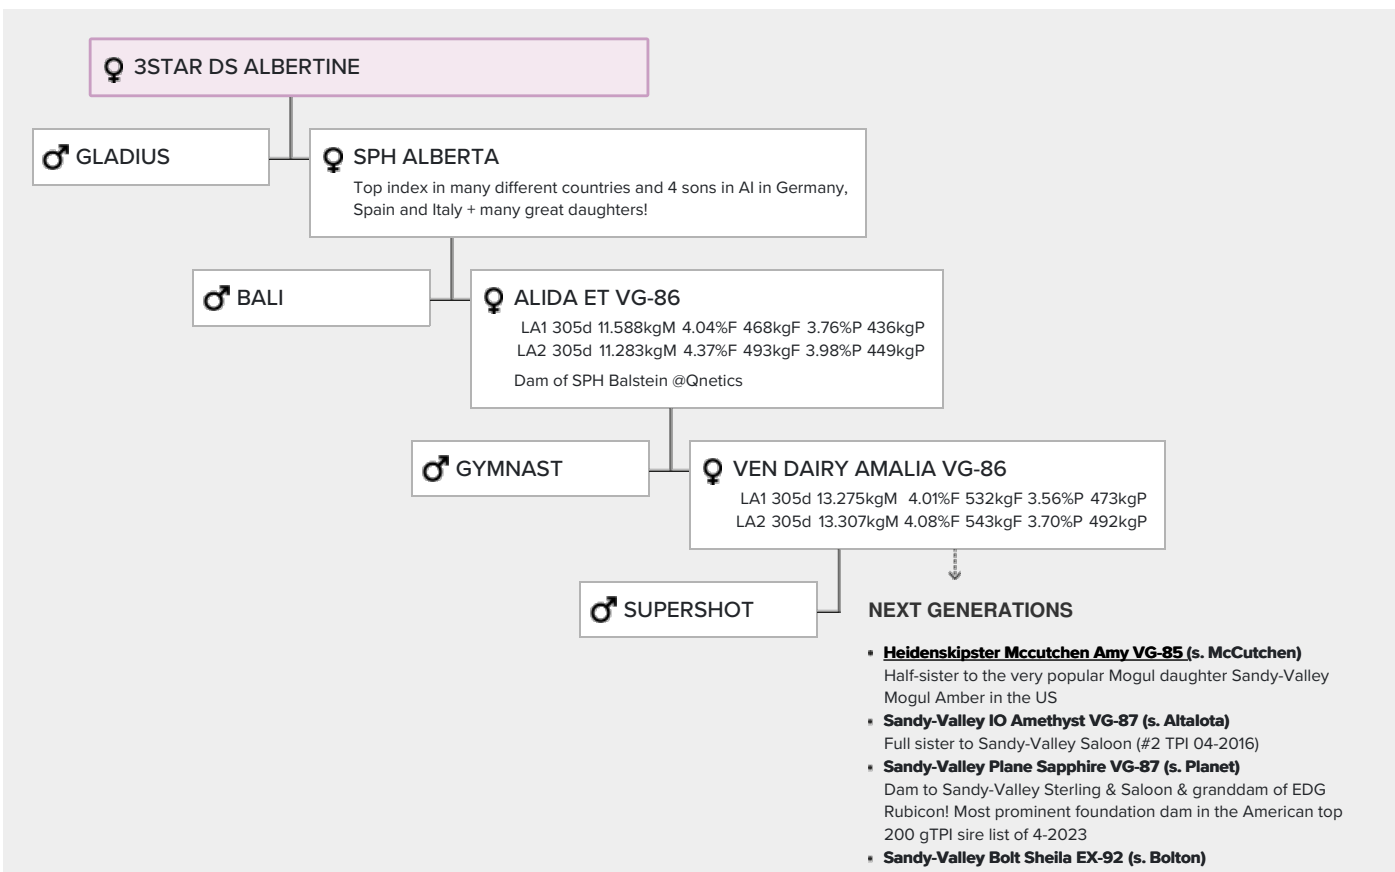 3STAR DS ALBERTINE
GLADIUS
SPH ALBERTA
Top index in many different countries and 4 sons in AI in Germany,
Spain and Italy + many great daughters!
BALI
ALIDA ET VG-86
LA1 305d 11.588kgM 4.04%F 468kgF 3.76%P 436kgP
LA2 305d 11.283kgM 4.37%F 493kgF 3.98%P 449kgP
Dam of SPH Balstein @Qnetics
GYMNAST
VEN DAIRY AMALIA VG-86
LA1 305d 13.275kgM 4.01%F 532kgF 3.56%P 473kgP
LA2 305d 13.307kgM 4.08%F 543kgF 3.70%P 492kgP
SUPERSHOT
NEXT GENERATIONS
• Heidenskipster Mccutchen Amy VG-85 (s. McCutchen)
Half-sister to the very popular Mogul daughter Sandy-Valley
Mogul Amber in the US
• Sandy-Valley IO Amethyst VG-87 (s. AltaIota)
Full sister to Sandy-Valley Saloon (#2 TPI 04-2016)
• Sandy-Valley Plane Sapphire VG-87 (s. Planet)
Dam to Sandy-Valley Sterling & Saloon & granddam of EDG
Rubicon! Most prominent foundation dam in the American top
200 gTPI sire list of 4-2023
• Sandy-Valley Bolt Sheila EX-92 (s. Bolton)